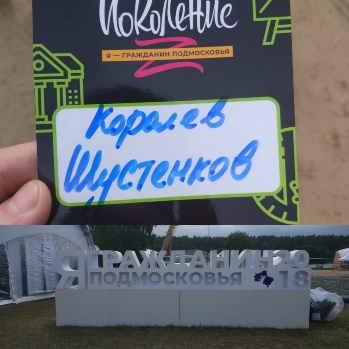 ПОКОЛЕНИЕ
Я — ГРАЖДАНИН ПОДМОСКОВЬЯ
Королев
Шустенков
Я ГРАЖДАНИН 20
ПОДМОСКОВЬЯ 18